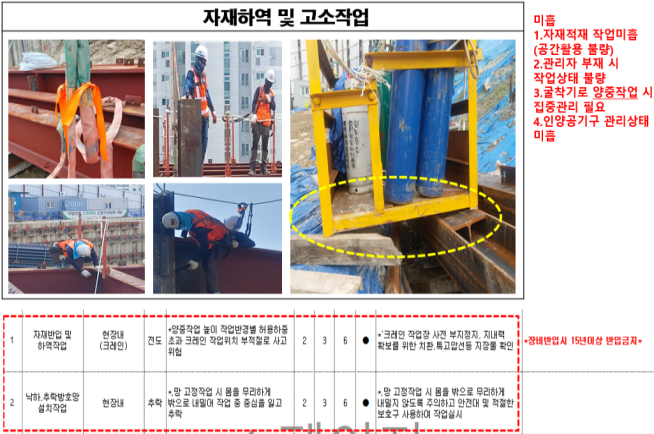 자재하역 및 고소작업
미흡
1.자재적재 작업미흡
(공간활용 불량)
2.관리자 부재 시
작업상태 불량
3.굴착기로 양중작업 시
집중관리 필요
4.인양공기구 관리상태
미흡
1 자재반입 및 하역작업 현장내 (크레인) 전도 *양중작업 높이 작업반경별 허용하중 초과 크레인 작업위치 부적절로 사고 위험 2 3 6 ● *'크레인 작업장 사전 부지정지, 지내력 확보를 위한 치환,특고압선등 지장물 확인
*장비반입시 15년이상 반입금지*
2 낙하,추락방호망 설치작업 현장내 추락 *,망 고정작업 시 몸을 무리하게 밖으로 내밀어 작업 중 중심을 잃고 추락 2 3 6 ● *,망 고정작업 시 몸을 밖으로 무리하게 내밀지 않도록 주의하고 안전대 및 적절한 보호구 사용하여 작업실시